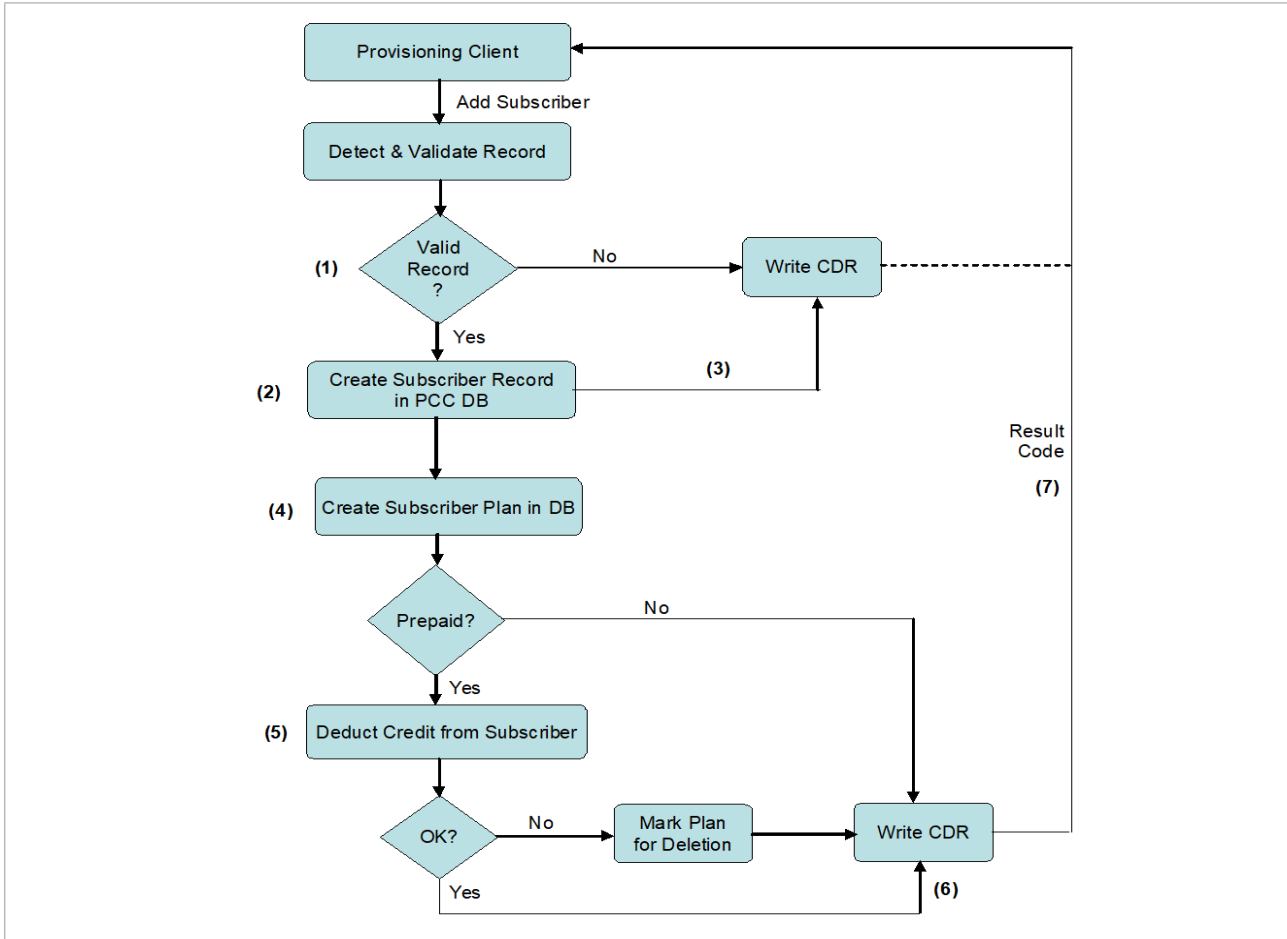 Provisioning Client
Add Subscriber
Detect & Validate Record
(1)
Valid
Record
?
No
Write CDR
Yes
(2)
Create Subscriber Record
in PCC DB
(3)
Result
Code
(7)
(4)
Create Subscriber Plan in DB
Prepaid?
No
Yes
(5)
Deduct Credit from Subscriber
OK?
No
Mark Plan
for Deletion
Write CDR
Yes
(6)